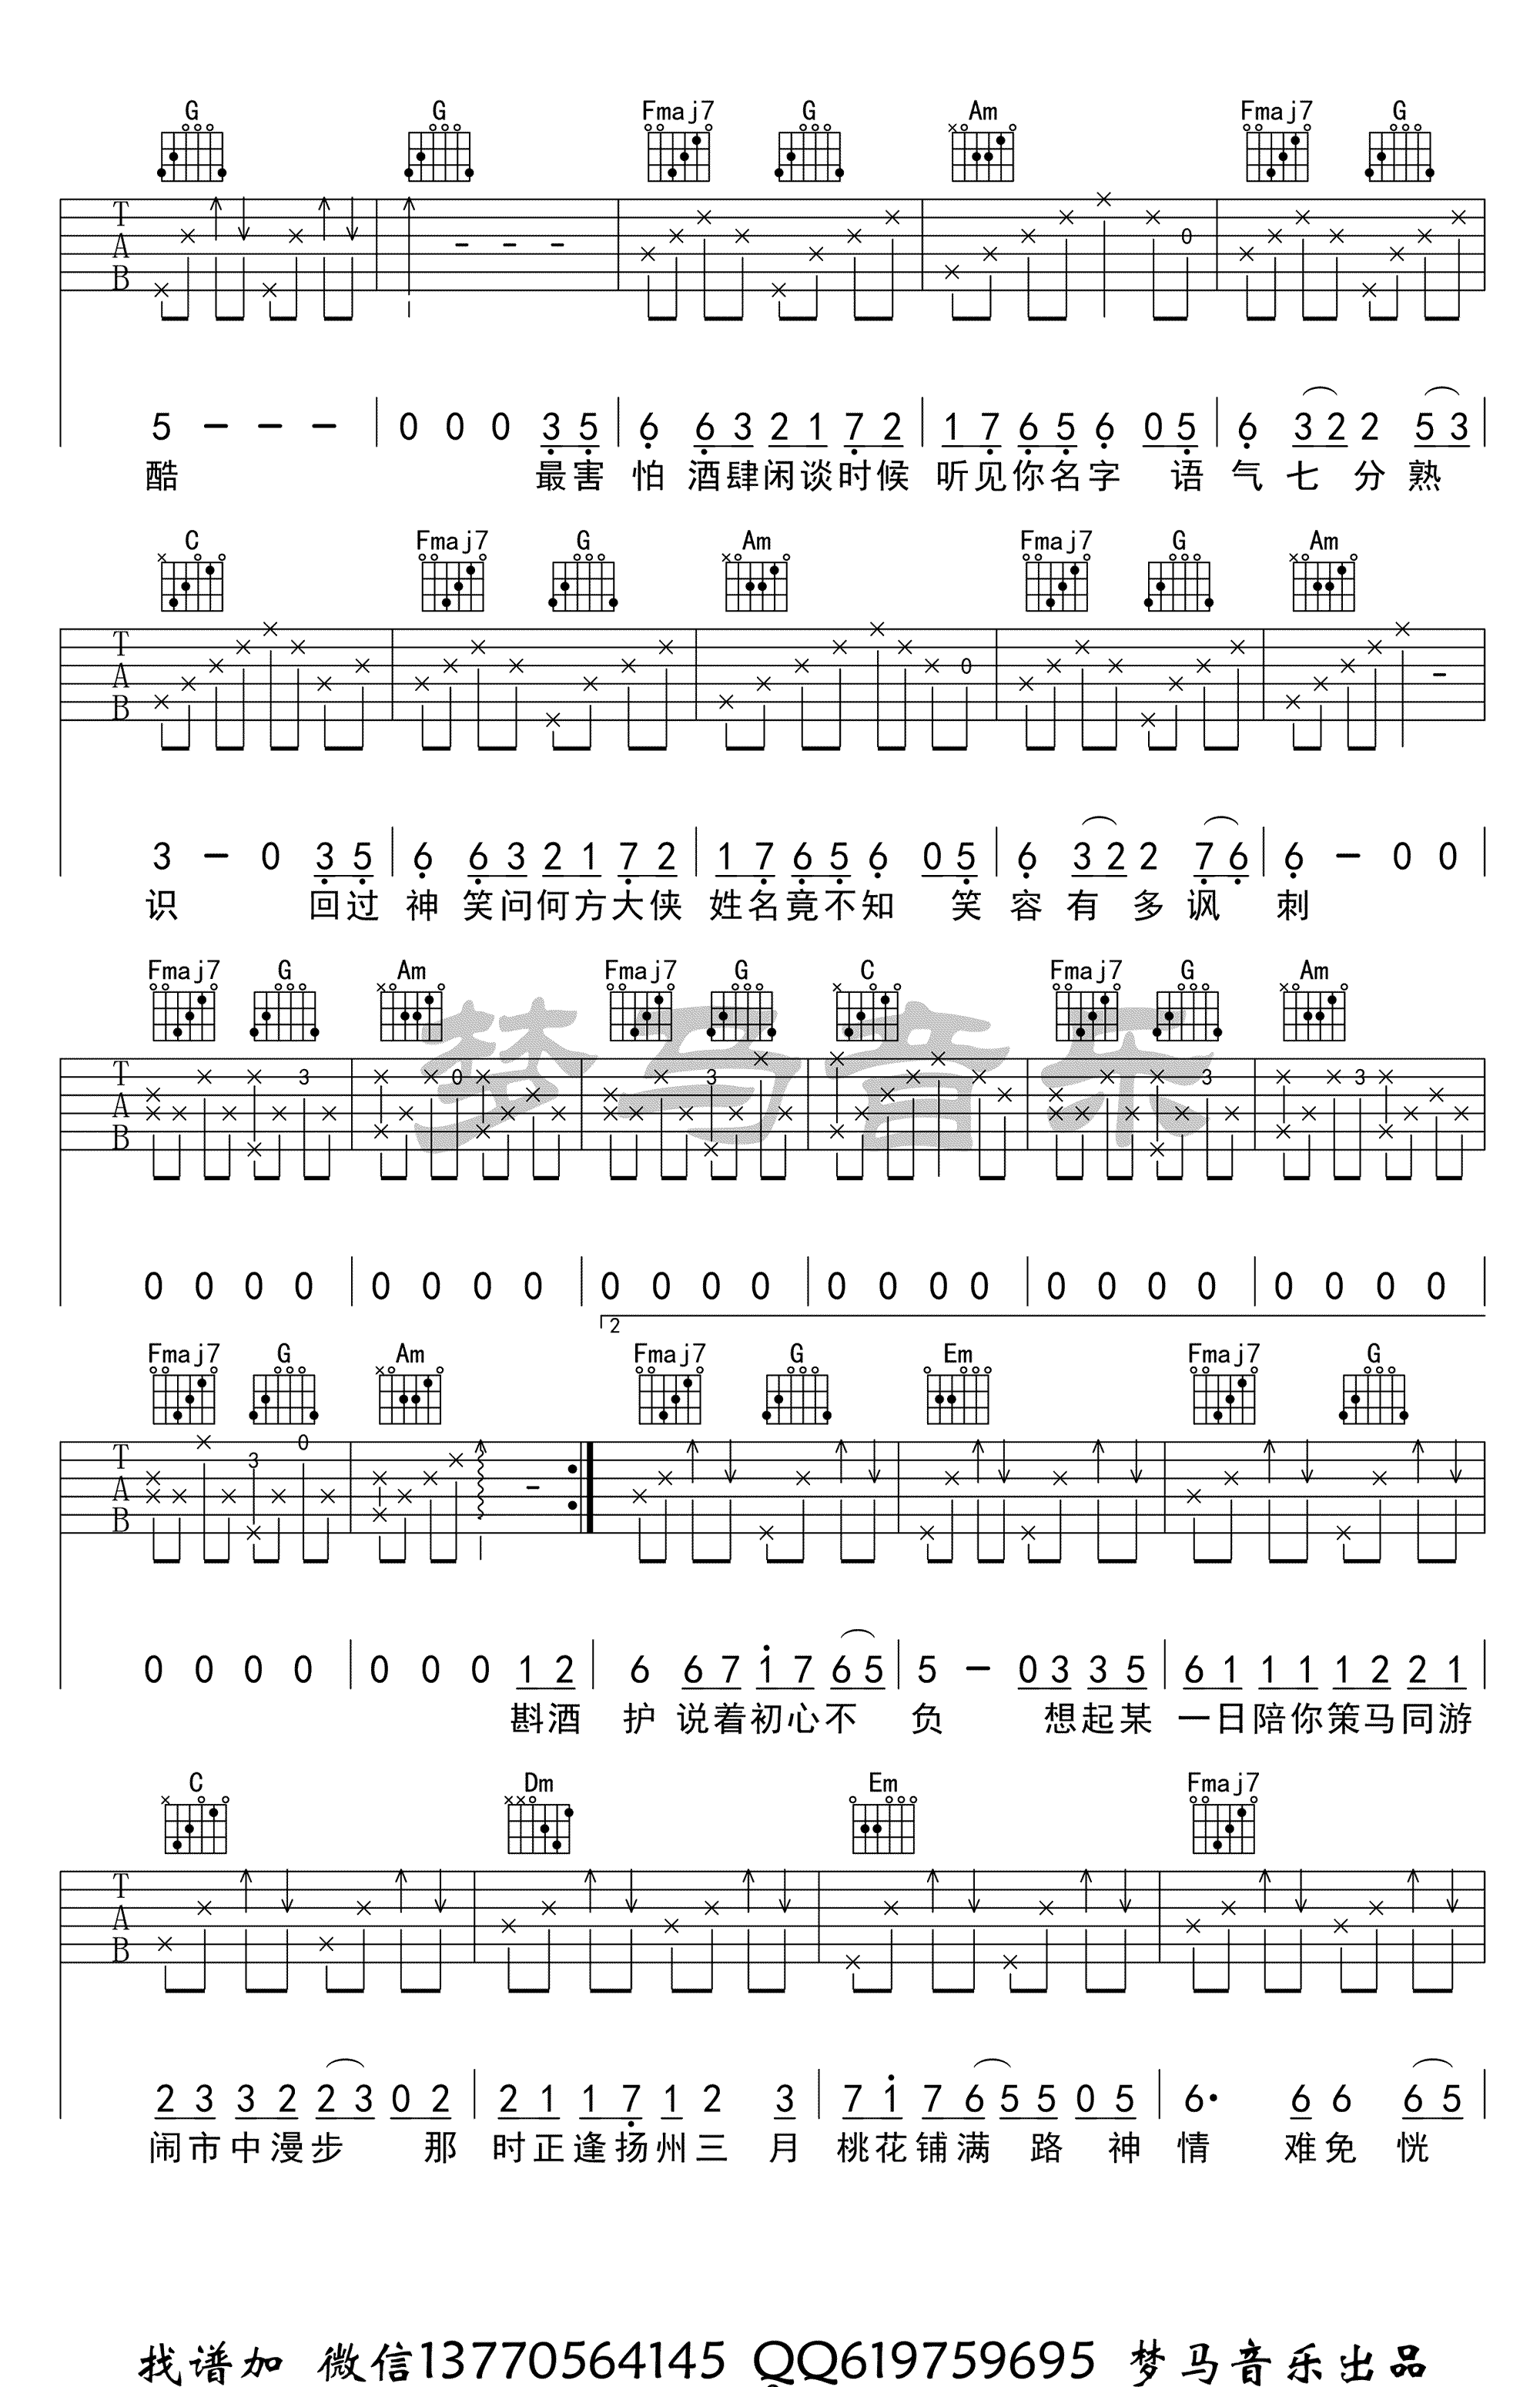 G G Fmaj7 G Am Fmaj7 G
T A B 0
5 - - - 0 0 0 3 5 6 6 3 2 1 7 2 1 7 6 5 6 0 5 6 3 2 2 5 3
酷 最害 怕 酒肆闲谈时候 听见你名字 语 气 七 分 熟
C Fmaj7 G Am Fmaj7 G Am
T A B 0
3 - 0 3 5 6 6 3 2 1 7 2 1 7 6 5 6 0 5 6 3 2 2 7 6 6 - 0 0
识 回过 神 笑问何方大侠 姓名竟不知 笑 容 有 多 讽 刺
Fmaj7 G Am Fmaj7 G C Fmaj7 G Am
梦马音乐
T A B 3 0 3 3 3
0 0 0 0 0 0 0 0 0 0 0 0 0 0 0 0 0 0 0 0 0 0 0 0
2
Fmaj7 G Am Fmaj7 G Em Fmaj7 G
T A B 3 0
0 0 0 0 0 0 0 1 2 6 6 7 1 7 6 5 5 - 0 3 3 5 6 1 1 1 1 2 2 1
斟酒 护 说着初心不 负 想起某 一日陪你策马同游
C Dm Em Fmaj7
T A B
2 3 3 2 2 3 0 2 2 1 1 7 1 2 3 7 1 7 6 5 5 0 5 6· 6 6 6 5
闹市中漫步 那 时正逢扬州三 月 桃花铺满 路 神 情 难免 恍
找谱加 微信13770564145 QQ619759695 梦马音乐出品